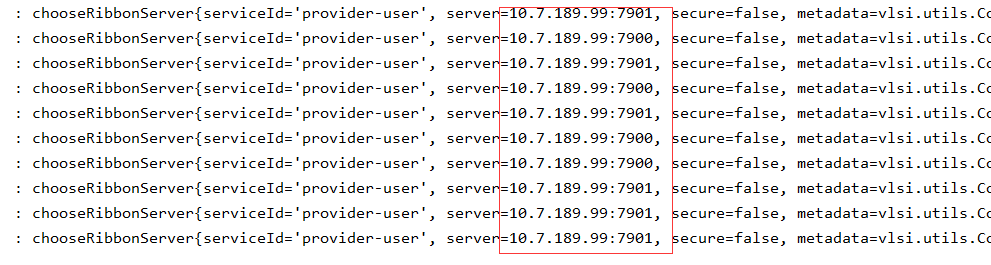 : chooseRibbonServer{serviceId='provider-user', server=10.7.189.99:7901, secure=false, metadata=vlsi.utils.Co
: chooseRibbonServer{serviceId='provider-user', server=10.7.189.99:7900, secure=false, metadata=vlsi.utils.Co
: chooseRibbonServer{serviceId='provider-user', server=10.7.189.99:7901, secure=false, metadata=vlsi.utils.Co
: chooseRibbonServer{serviceId='provider-user', server=10.7.189.99:7900, secure=false, metadata=vlsi.utils.Co
: chooseRibbonServer{serviceId='provider-user', server=10.7.189.99:7901, secure=false, metadata=vlsi.utils.Co
: chooseRibbonServer{serviceId='provider-user', server=10.7.189.99:7900, secure=false, metadata=vlsi.utils.Co
: chooseRibbonServer{serviceId='provider-user', server=10.7.189.99:7900, secure=false, metadata=vlsi.utils.Co
: chooseRibbonServer{serviceId='provider-user', server=10.7.189.99:7901, secure=false, metadata=vlsi.utils.Co
: chooseRibbonServer{serviceId='provider-user', server=10.7.189.99:7901, secure=false, metadata=vlsi.utils.Co
: chooseRibbonServer{serviceId='provider-user', server=10.7.189.99:7901, secure=false, metadata=vlsi.utils.Co